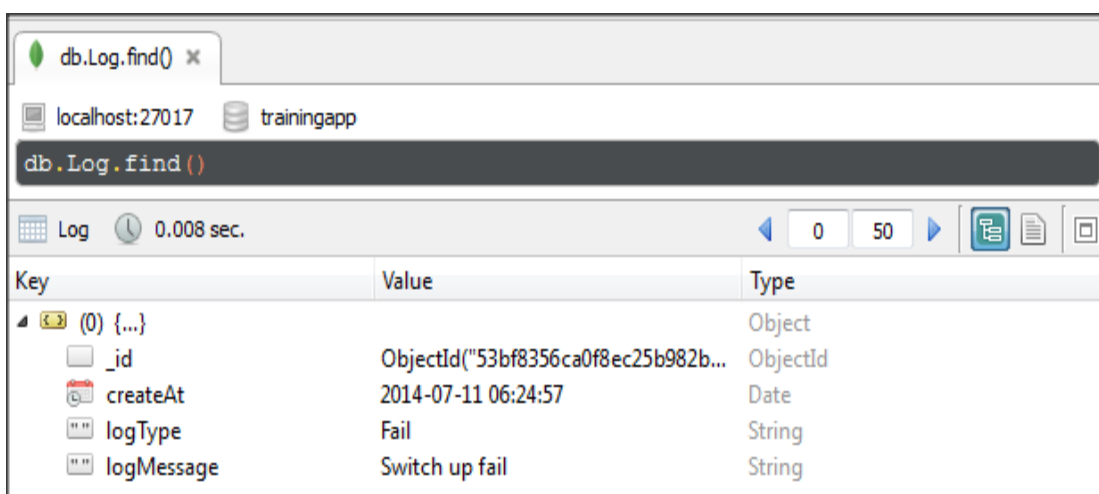 db.Log.find()
localhost:27017 trainingapp
db.Log.find()
Log 0.008 sec. 0 50
Key Value Type
(0) {...} Object
_id ObjectId("53bf8356ca0f8ec25b982b... ObjectId
createAt 2014-07-11 06:24:57 Date
logType Fail String
logMessage Switch up fail String